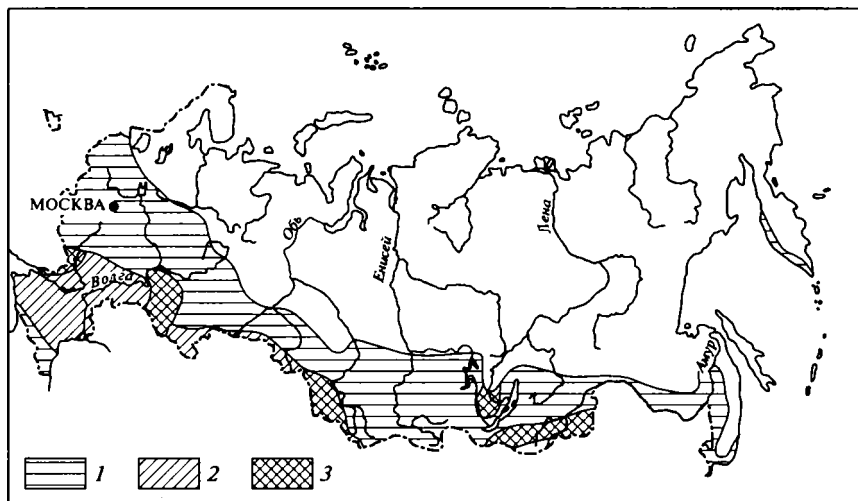 МОСКВА
Волга
Обь
Енисей
Лена
Амур
1
2
3